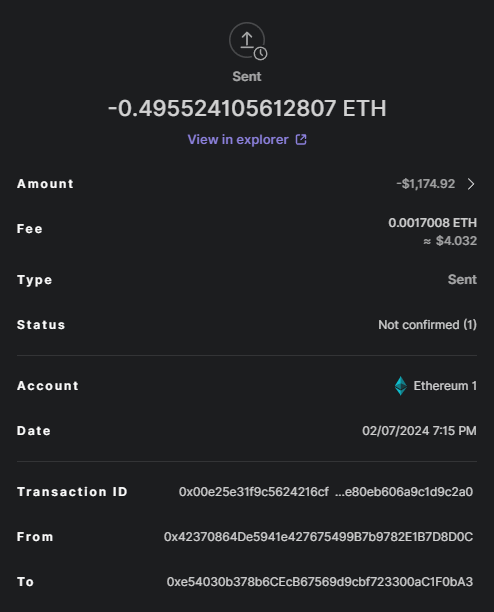 Sent
-0.495524105612807 ETH
View in explorer
Amount -$1,174.92
Fee 0.0017008 ETH
≈ $4.032
Type Sent
Status Not confirmed (1)
Account Ethereum 1
Date 02/07/2024 7:15 PM
Transaction ID 0x00e25e31f9c5624216cf ...e80eb606a9c1d9c2a0
From 0x42370864De5941e427675499B7b9782E1B7D8D0C
To 0xe54030b378b6CEcB67569d9cbf723300aC1F0bA3